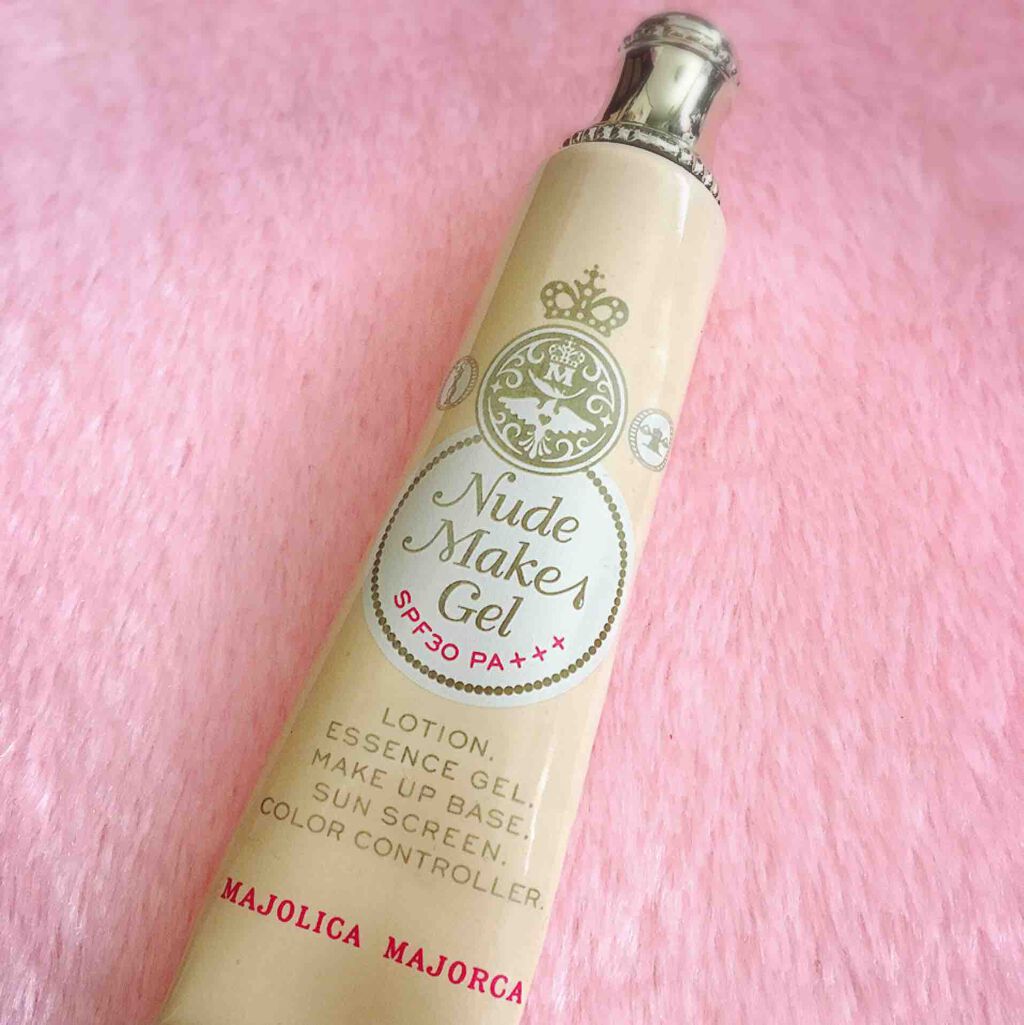 M
Nude
Make
Gel
SPF30 PA+++
LOTION.
ESSENCE GEL.
MAKE UP BASE.
SUN SCREEN.
COLOR CONTROLLER.
MAJOLICA MAJORCA